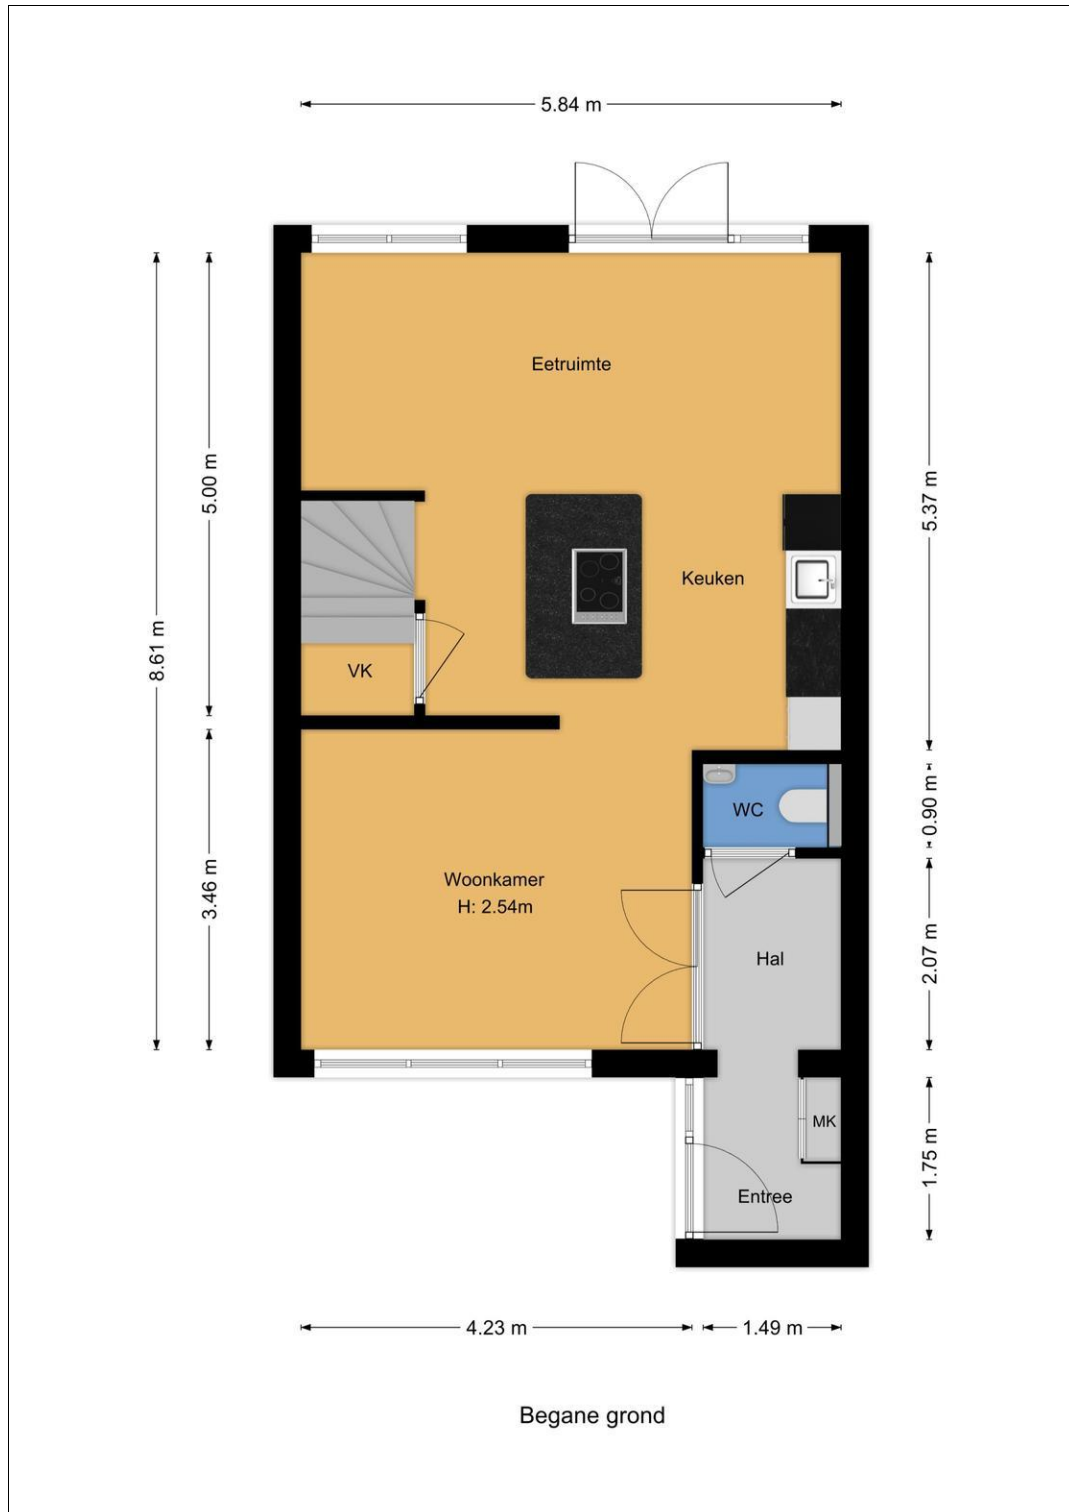 5.84 m
Eetruimte
5.00 m
5.37 m
Keuken
8.61 m
VK
WC
0.90 m
Woonkamer
H: 2.54m
3.46 m
Hal
2.07 m
MK
1.75 m
Entree
4.23 m
1.49 m
Begane grond